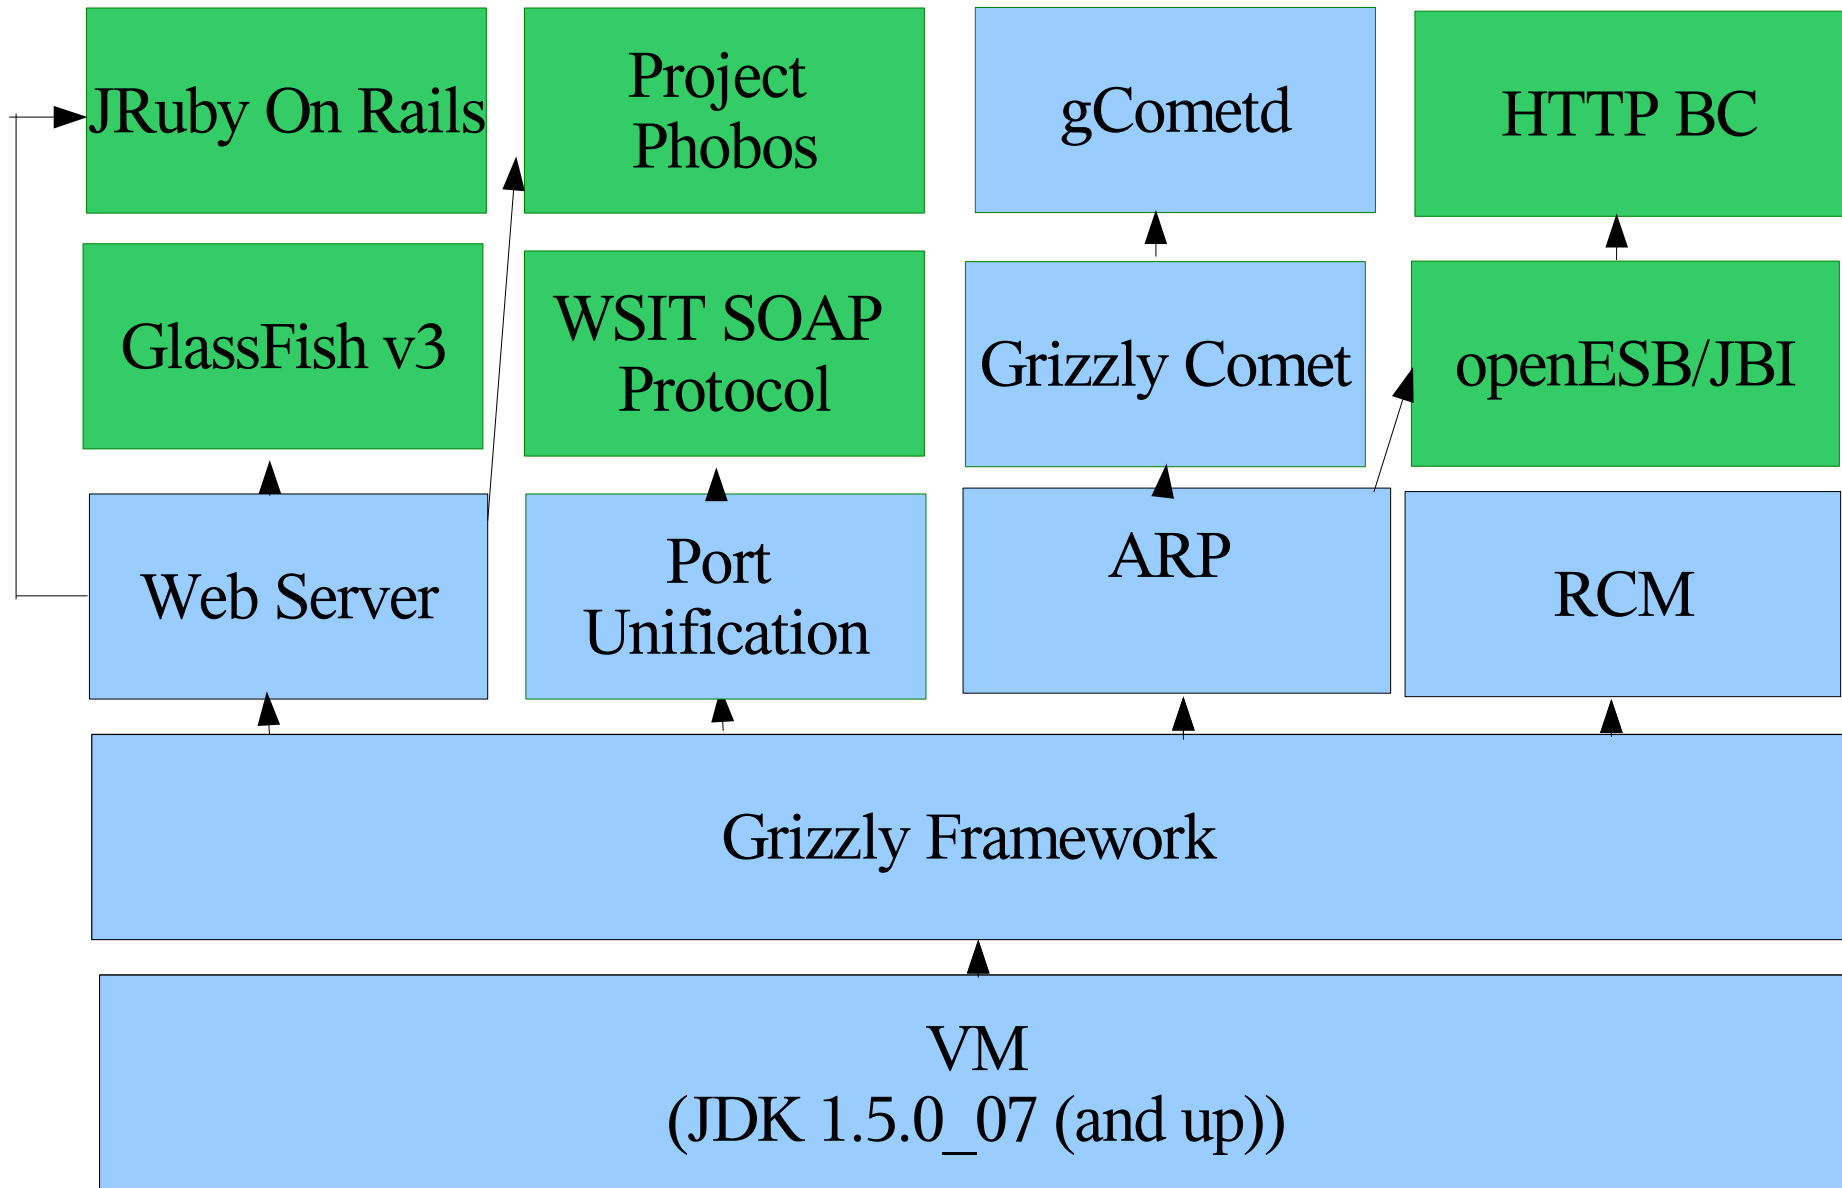 JRuby On Rails
Project
Phobos
gCometd
HTTP BC
GlassFish v3
WSIT SOAP
Protocol
Grizzly Comet
openESB/JBI
Web Server
Port
Unification
ARP
RCM
Grizzly Framework
VM
(JDK 1.5.0_07 (and up))